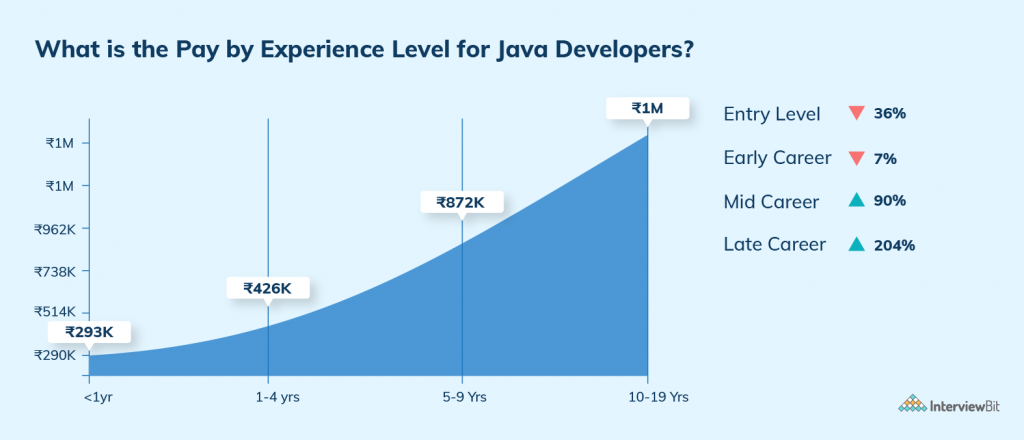 What is the Pay by Experience Level for Java Developers?
₹1M
₹1M
₹962K
₹738K
₹514K
₹290K
₹293K
₹426K
₹872K
₹1M
<1yr
1-4 yrs
5-9 Yrs
10-19 Yrs
Entry Level 36%
Early Career 7%
Mid Career 90%
Late Career 204%
InterviewBit